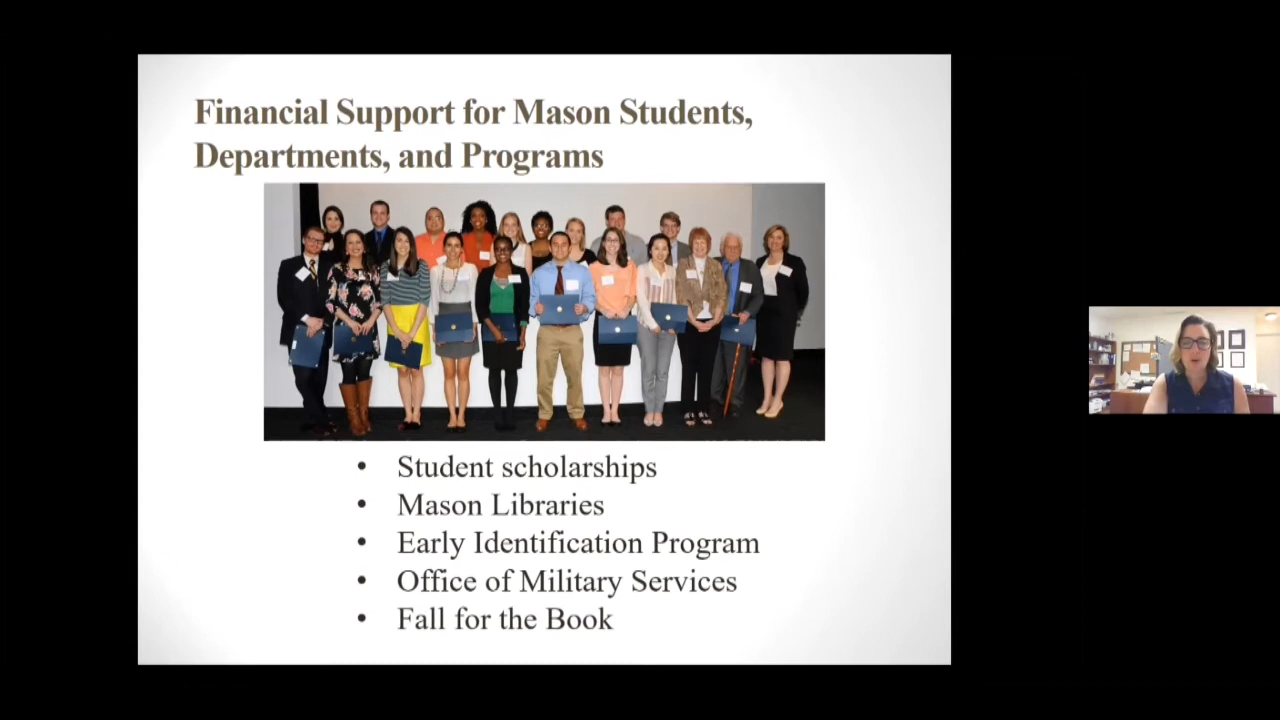 Financial Support for Mason Students,
Departments, and Programs
• Student scholarships
• Mason Libraries
• Early Identification Program
• Office of Military Services
• Fall for the Book